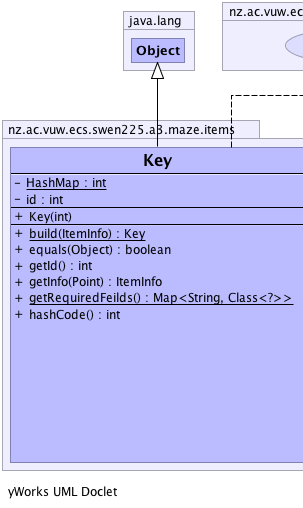 java.lang
nz.ac.vuw.ec
Object
nz.ac.vuw.ecs.swen225.a3.maze.items
Key
- HashMap : int
- id : int
+ Key(int)
+ build(ItemInfo) : Key
+ equals(Object) : boolean
+ getId() : int
+ getInfo(Point) : ItemInfo
+ getRequiredFeilds() : Map<String, Class<?>>
+ hashCode() : int
yWorks UML Doclet